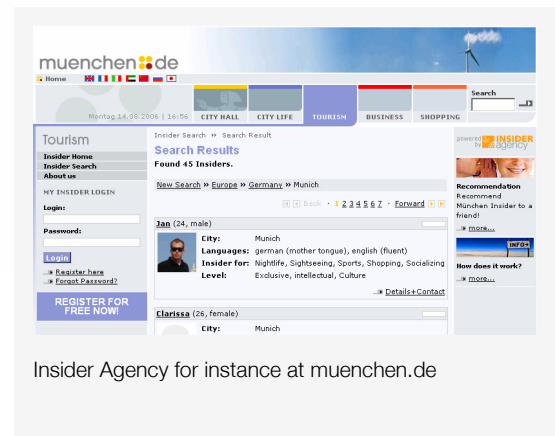 muenchen de
Home
Montag 14.08.2006 | 16:56
CITY HALL
CITY LIFE
TOURISM
BUSINESS
SHOPPING
Search
Tourism
Insider Home
Insider Search
About us
MY INSIDER LOGIN
Login:
Password:
Login
Register here
Forgot Password?
REGISTER FOR
FREE NOW!
Insider Search » Search Result
Search Results
Found 45 Insiders.
New Search » Europe » Germany » Munich
Back · 1 2 3 4 5 6 7 · Forward
Jan (24, male)
City: Munich
Languages: german (mother tongue), english (fluent)
Insider for: Nightlife, Sightseeing, Sports, Shopping, Socializing
Level: Exclusive, intellectual, Culture
Details+Contact
Clarissa (26, female)
City: Munich
powered by INSIDER agency
Recommendation
Recommend
München Insider to a
friend!
more...
INFO+
How does it work?
more...
Insider Agency for instance at muenchen.de